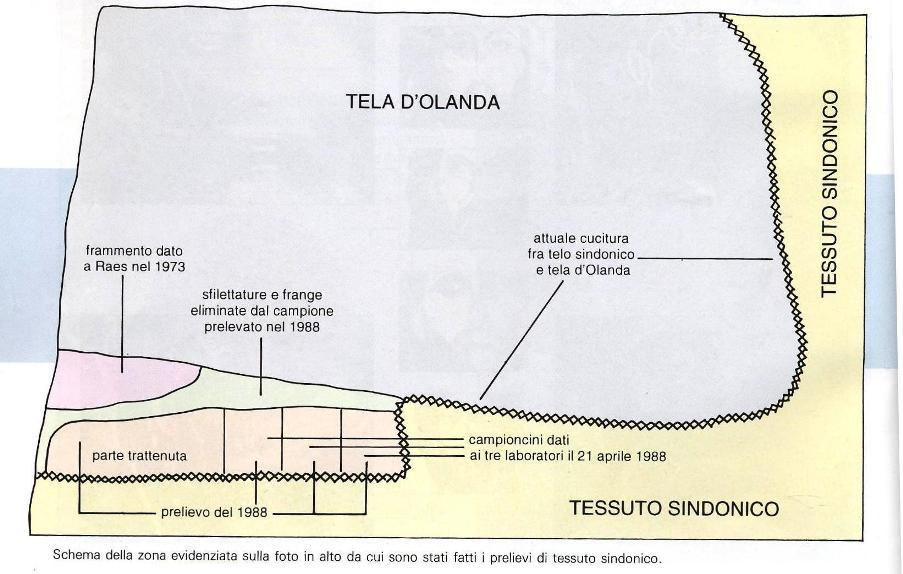 TELA D'OLANDA
TESSUTO SINDONICO
frammento dato
a Raes nel 1973
attuale cucitura
fra telo sindonico
e tela d'Olanda
sfilettature e frange
eliminate dal campione
prelevato nel 1988
parte trattenuta
campioncini dati
ai tre laboratori il 21 aprile 1988
prelievo del 1988
TESSUTO SINDONICO
Schema della zona evidenziata sulla foto in alto da cui sono stati fatti i prelievi di tessuto sindonico.